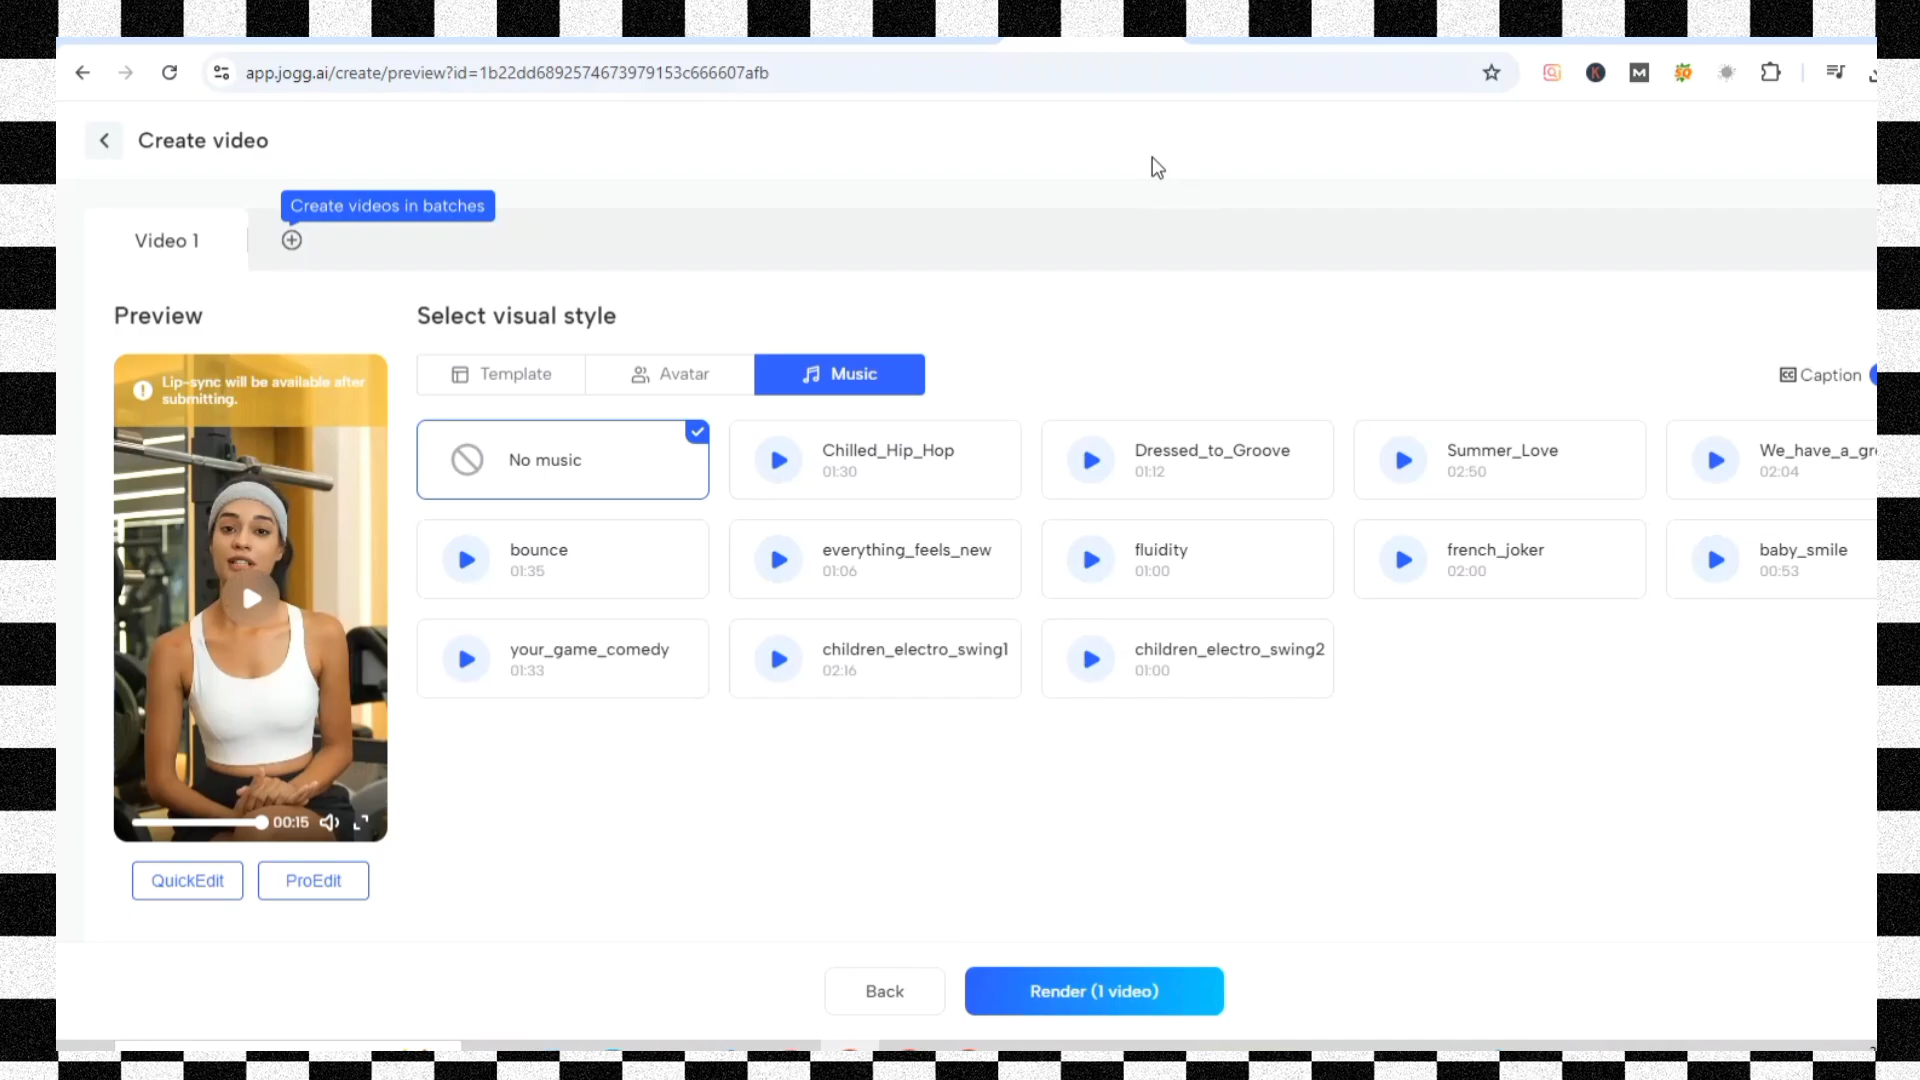 app.jogg.ai/create/preview?id=1b22dd6892574673979153c666607afb
Create video
Create videos in batches
Video 1
Preview
Select visual style
Lip-sync will be available after
submitting.
Template
Avatar
Music
CC Caption
No music
Chilled_Hip_Hop
01:30
Dressed_to_Groove
01:12
Summer_Love
02:50
We_have_a_gr
02:04
bounce
01:35
everything_feels_new
01:06
fluidity
01:00
french_joker
02:00
baby_smile
00:53
your_game_comedy
01:33
children_electro_swing1
02:16
children_electro_swing2
01:00
00:15
QuickEdit
ProEdit
Back
Render (1 video)